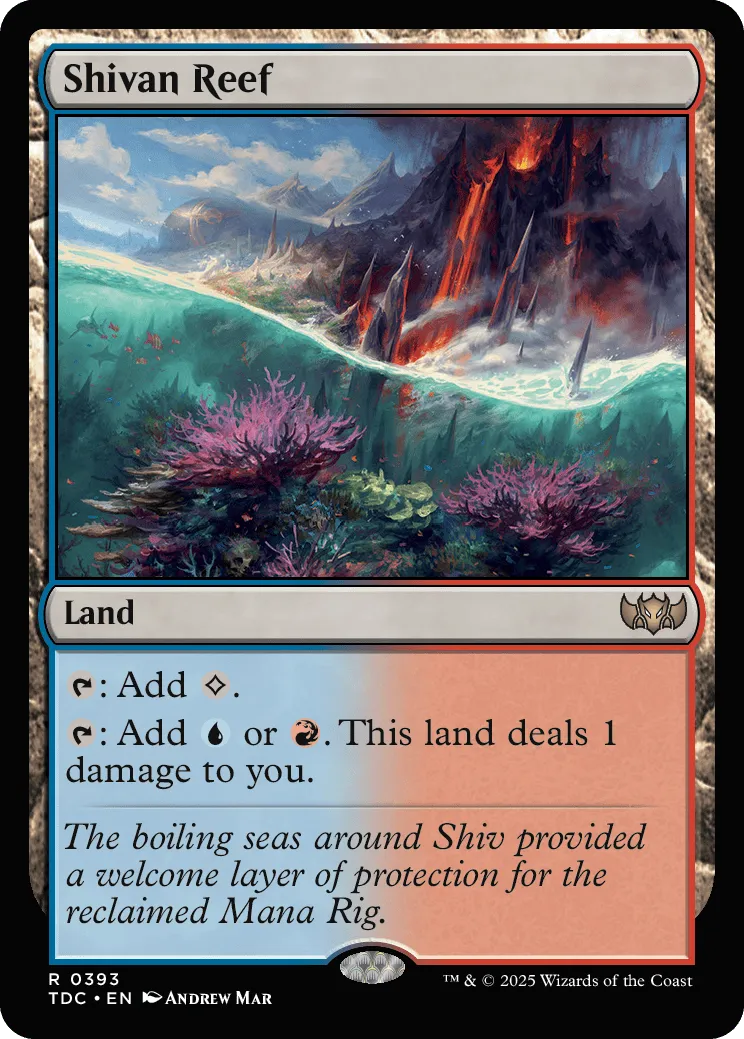 Shivan Reef
Land
: Add .
: Add or . This land deals 1
damage to you.
The boiling seas around Shiv provided
a welcome layer of protection for the
reclaimed Mana Rig.
R 0393
TDC • EN Andrew Mar
™ & © 2025 Wizards of the Coast